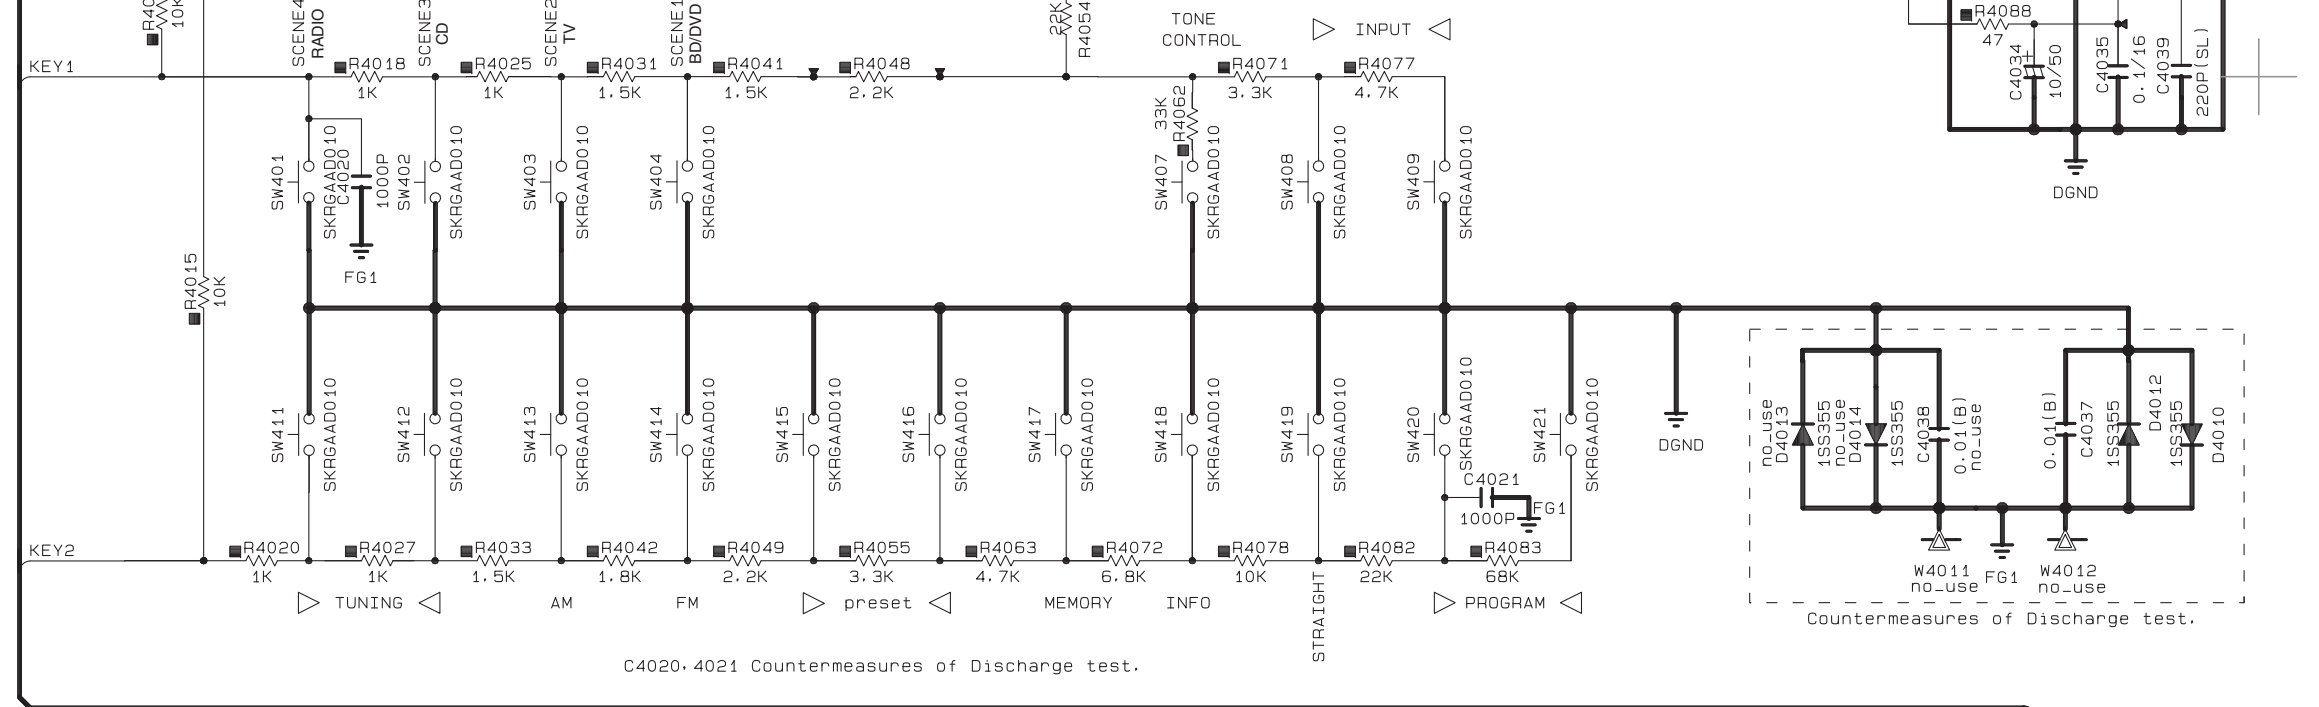 SCENE4
RADIO
SCENE3
CD
SCENE2
TV
SCENE1
BD/DVD
10K
22K
R4054
TONE
CONTROL
INPUT
R4088
47
C4034
10/50
C4035
0.1/16
C4039
220P(SL)
DGND
KEY1
R4018
1K
R4025
1K
R4031
1.5K
R4041
1.5K
R4048
2.2K
R4071
3.3K
R4077
4.7K
33K
R4062
SW401
SKRGAAD010
C4020
1000P
FG1
SW402
SKRGAAD010
SW403
SKRGAAD010
SW404
SKRGAAD010
SW407
SKRGAAD010
SW408
SKRGAAD010
SW409
SKRGAAD010
R4015
10K
SW411
SKRGAAD010
SW412
SKRGAAD010
SW413
SKRGAAD010
SW414
SKRGAAD010
SW415
SKRGAAD010
SW416
SKRGAAD010
SW417
SKRGAAD010
SW418
SKRGAAD010
SW419
SKRGAAD010
SW420
SKRGAAD010
C4021
1000P
FG1
SW421
SKRGAAD010
DGND
no_use
D4013
1SS355
no_use
D4014
1SS355
C4038
0.01(B)
no_use
0.01(B)
C4037
1SS355
D4012
1SS355
D4010
KEY2
R4020
1K
R4027
1K
R4033
1.5K
R4042
1.8K
R4049
2.2K
R4055
3.3K
R4063
4.7K
R4072
6.8K
R4078
10K
R4082
22K
R4083
68K
W4011
no_use
FG1
W4012
no_use
TUNING
AM
FM
preset
MEMORY
INFO
STRAIGHT
PROGRAM
Countermeasures of Discharge test.
C4020,4021 Countermeasures of Discharge test.